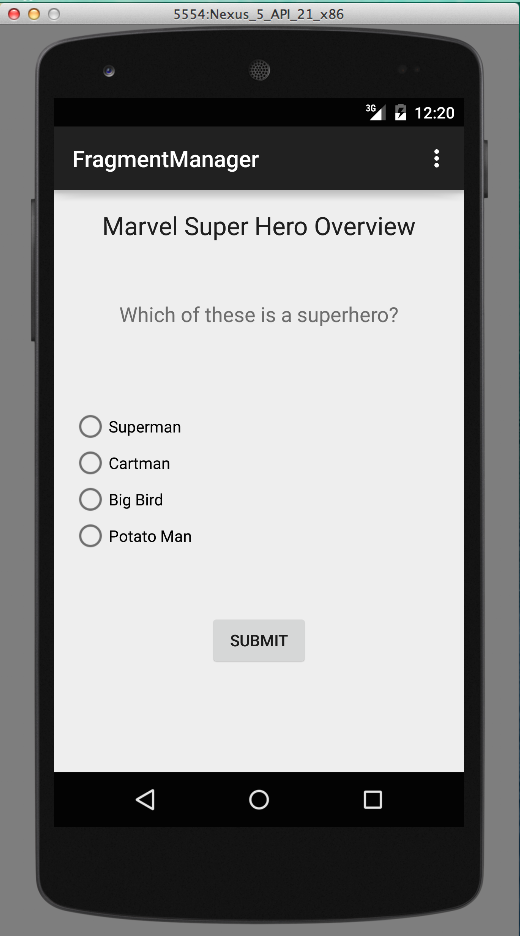 5554:Nexus_5_API_21_x86
3G 12:20
FragmentManager
Marvel Super Hero Overview
Which of these is a superhero?
Superman
Cartman
Big Bird
Potato Man
SUBMIT